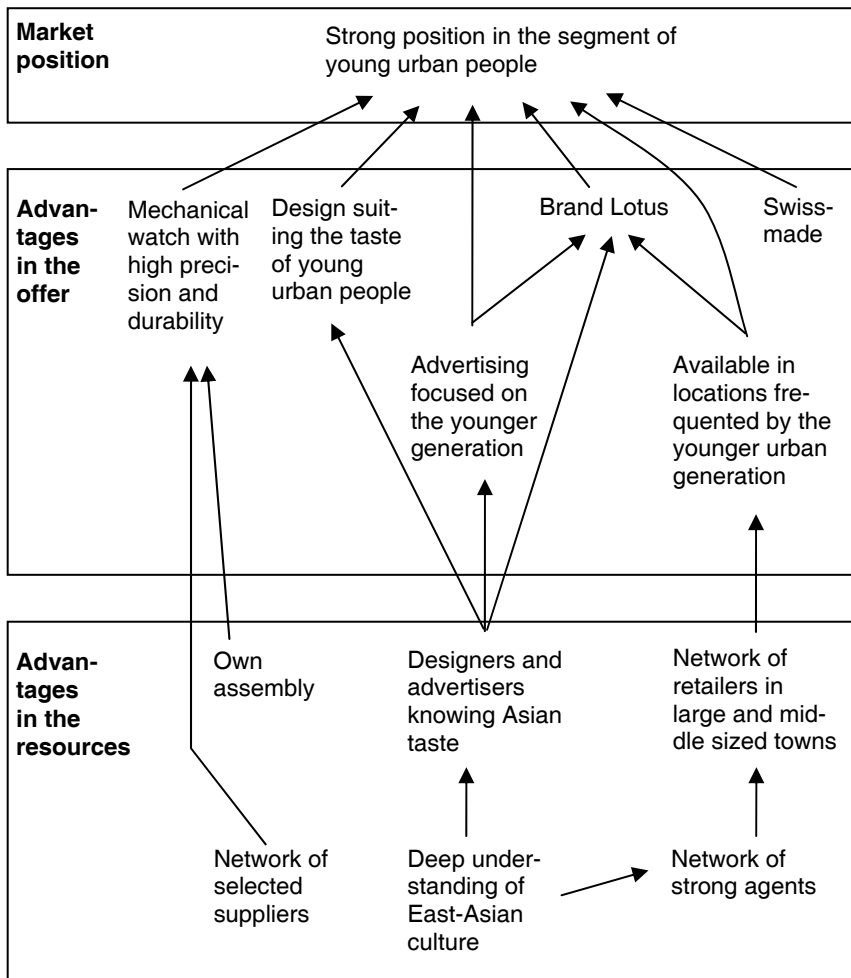 Market
position
Strong position in the segment of
young urban people
Advan-
tages
in the
offer
Mechanical
watch with
high preci-
sion and
durability
Design suit-
ing the taste
of young
urban people
Brand Lotus
Swiss-
made
Advertising
focused on
the younger
generation
Available in
locations fre-
quented by the
younger urban
generation
Advan-
tages
in the
resources
Own
assembly
Designers and
advertisers
knowing Asian
taste
Network of
retailers in
large and mid-
dle sized towns
Network of
selected
suppliers
Deep under-
standing of
East-Asian
culture
Network of
strong agents